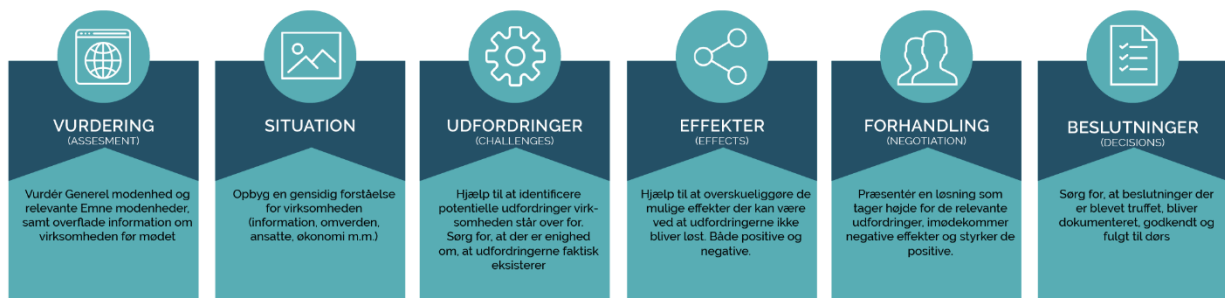 VURDERING
(ASSESMENT)
Vurdér Generel modenhed og
relevante Emne modenheder,
samt overflade information om
virksomheden før mødet
SITUATION
Opbyg en gensidig forståelse
for virksomheden
(information, omverden,
ansatte, økonomi m.m.)
UDFORDRINGER
(CHALLENGES)
Hjælp til at identificere
potentielle udfordringer virk-
somheden står over for.
Sørg for, at der er enighed
om, at udfordringerne faktisk
eksisterer
EFFEKTER
(EFFECTS)
Hjælp til at overskueliggøre de
mulige effekter der kan være
ved at udfordringerne ikke
bliver løst. Både positive og
negative.
FORHANDLING
(NEGOTIATION)
Præsentér en løsning som
tager højde for de relevante
udfordringer, imødekommer
negative effekter og styrker de
positive.
BESLUTNINGER
(DECISIONS)
Sørg for, at beslutninger der
er blevet truffet, bliver
dokumenteret, godkendt og
fulgt til dørs